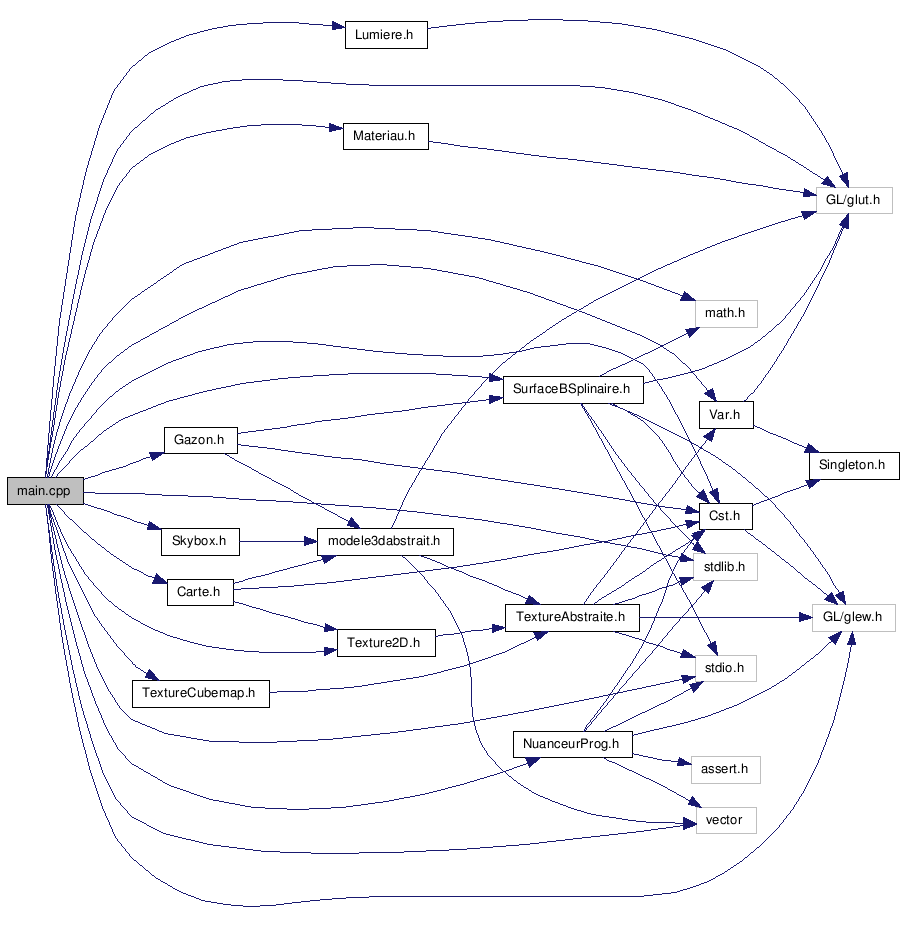 Lumiere.h
Materiau.h
GL/glut.h
math.h
SurfaceBSplinaire.h
Var.h
Gazon.h
Singleton.h
main.cpp
Cst.h
Skybox.h
modele3dabstrait.h
stdlib.h
Carte.h
TextureAbstraite.h
GL/glew.h
Texture2D.h
stdio.h
TextureCubemap.h
NuanceurProg.h
assert.h
vector